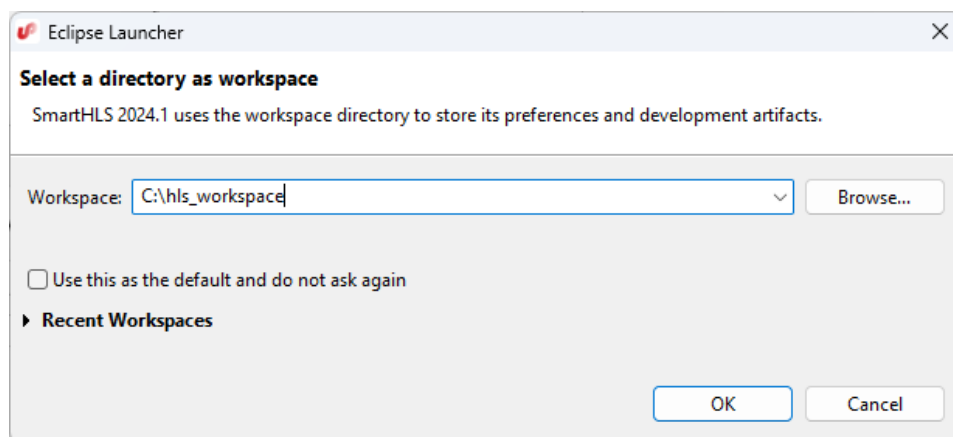 Eclipse Launcher
Select a directory as workspace
SmartHLS 2024.1 uses the workspace directory to store its preferences and development artifacts.
Workspace: C:\hls_workspace Browse...
Use this as the default and do not ask again
Recent Workspaces
OK Cancel